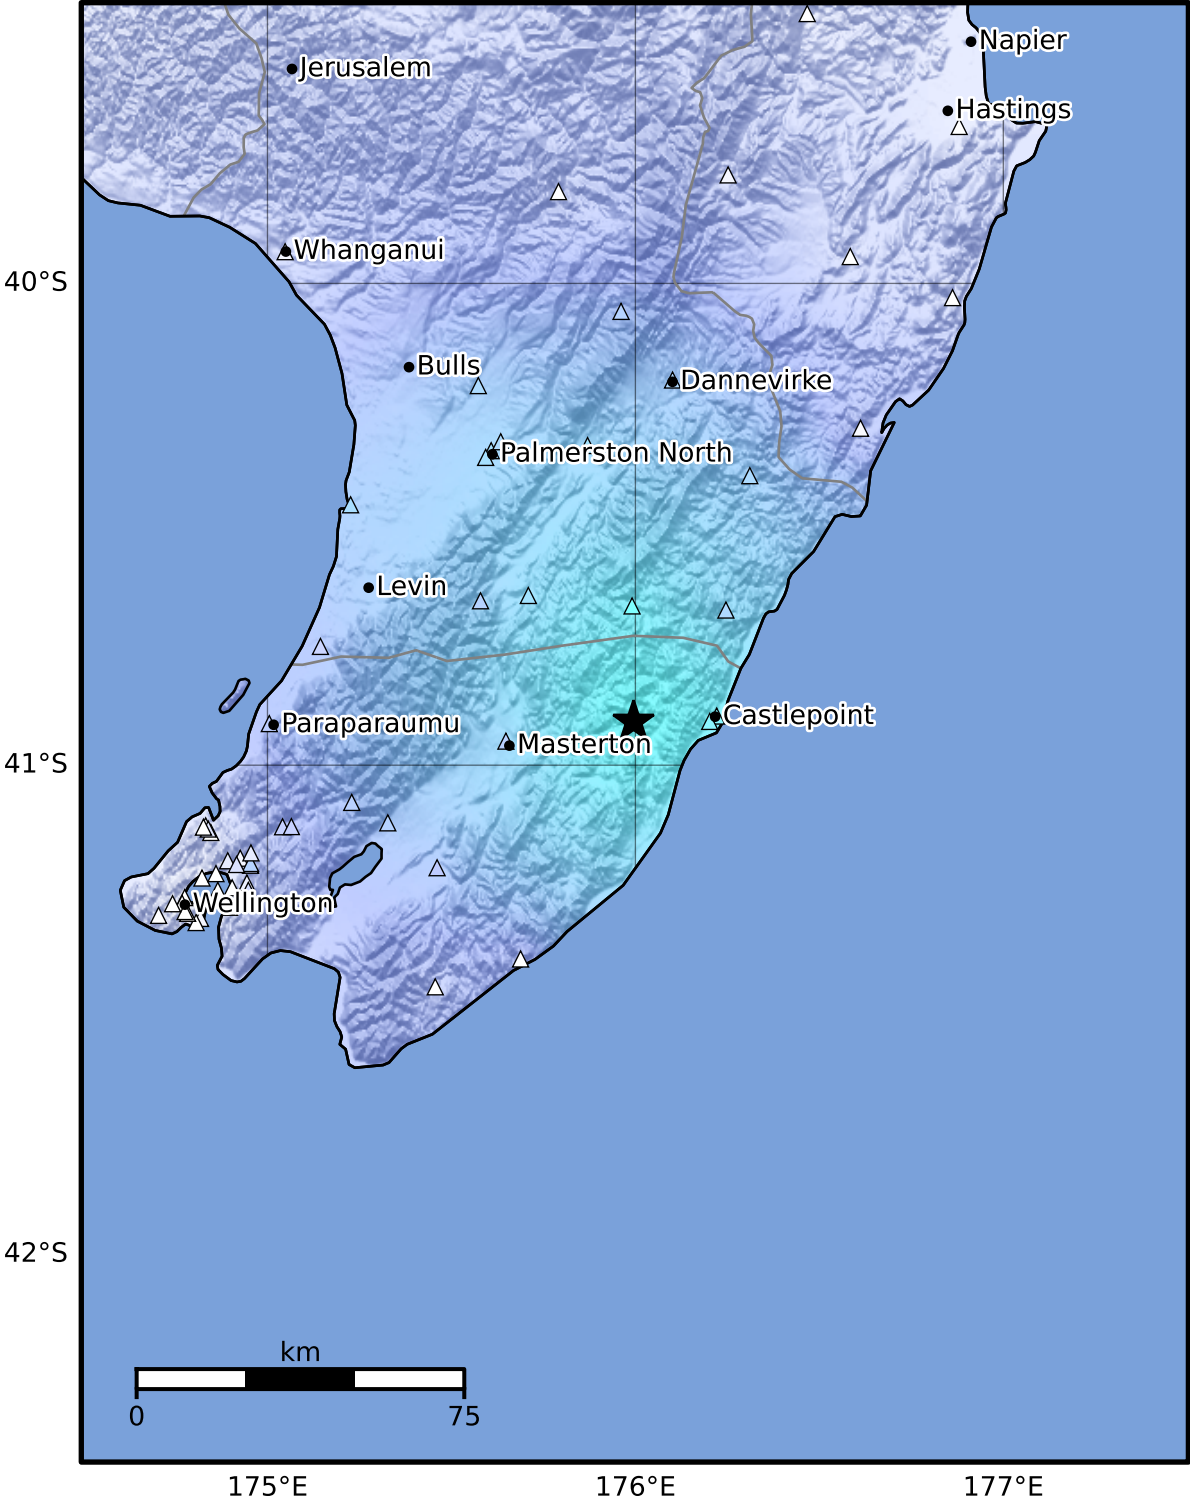 Napier
Jerusalem
Hastings
Whanganui
40°S
Bulls
Dannevirke
Palmerston North
Levin
Castlepoint
Paraparaumu
Masterton
41°S
Wellington
42°S
km
0 75
175°E 176°E 177°E